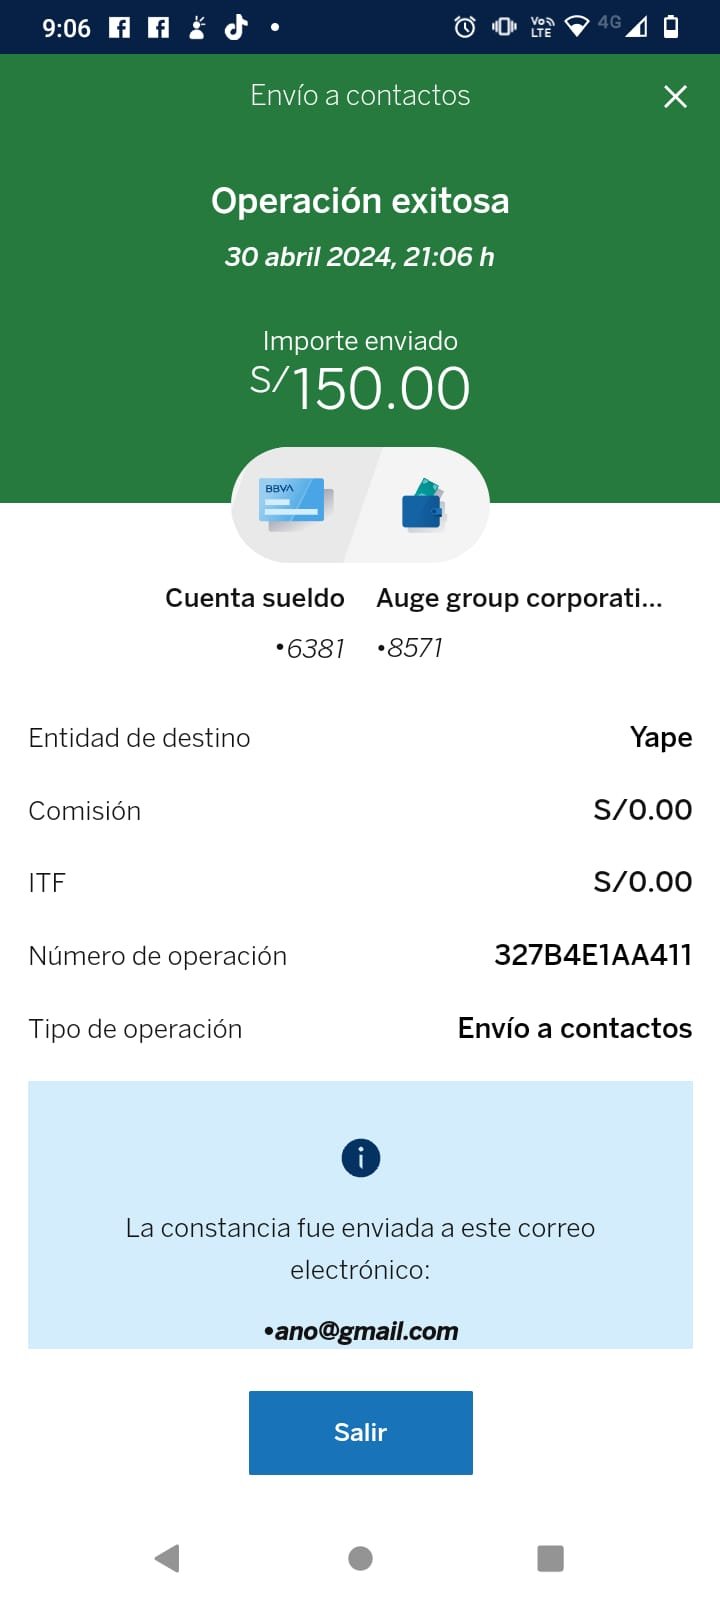 9:06
VoLTE
4G
Envío a contactos
Operación exitosa
30 abril 2024, 21:06 h
Importe enviado
S/150.00
BBVA
Cuenta sueldo
•6381
Auge group corporati...
•8571
Entidad de destino Yape
Comisión S/0.00
ITF S/0.00
Número de operación 327B4E1AA411
Tipo de operación Envío a contactos
La constancia fue enviada a este correo
electrónico:
•ano@gmail.com
Salir